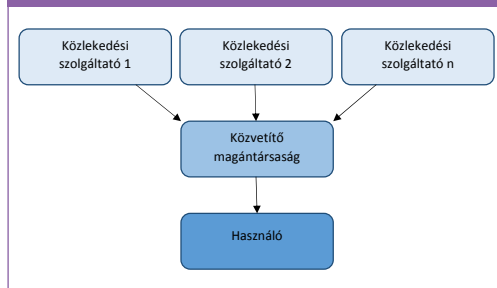 Közlekedési
szolgáltató 1
Közlekedési
szolgáltató 2
Közlekedési
szolgáltató n
Közvetítő
magántársaság
Használó